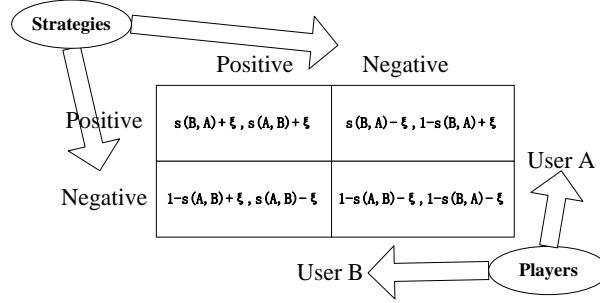 Strategies
Positive Negative
Positive s(B,A)+ξ,s(A,B)+ξ s(B,A)-ξ,1-s(B,A)+ξ
User A
Negative 1-s(A,B)+ξ,s(A,B)-ξ 1-s(A,B)-ξ,1-s(B,A)-ξ
User B Players